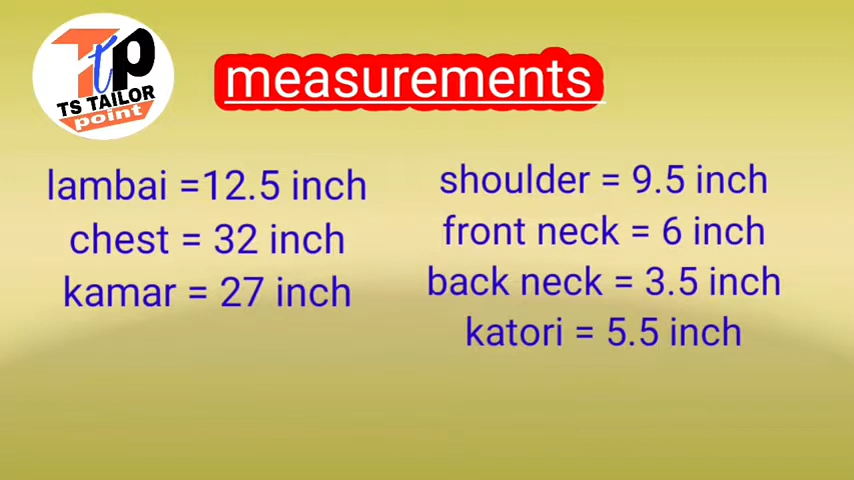 TTP
TS TAILOR
point
measurements
lambai =12.5 inch
chest = 32 inch
kamar = 27 inch
shoulder = 9.5 inch
front neck = 6 inch
back neck = 3.5 inch
katori = 5.5 inch